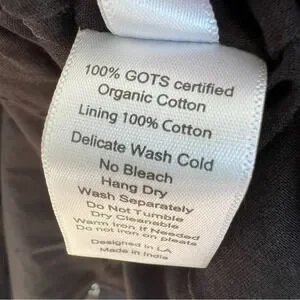 100% GOTS certified
Organic Cotton
Lining 100% Cotton
Delicate Wash Cold
No Bleach
Hang Dry
Wash Separately
Do Not Tumble
Dry Cleanable
Warm Iron If Needed
Do not iron on pleats
Designed in LA
Made in India